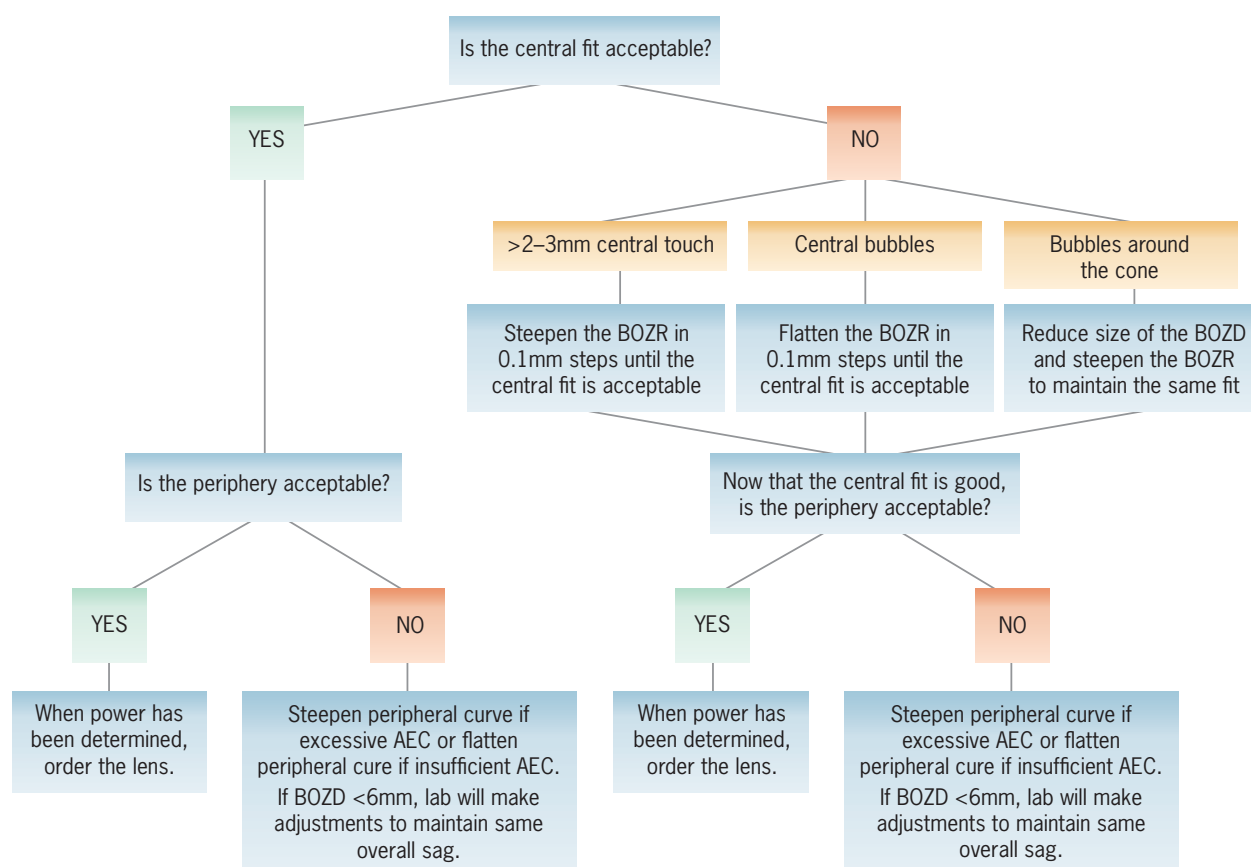 Is the central fit acceptable?
YES
NO
>2–3mm central touch
Central bubbles
Bubbles around
the cone
Steepen the BOZR in
0.1mm steps until the
central fit is acceptable
Flatten the BOZR in
0.1mm steps until the
central fit is acceptable
Reduce size of the BOZD
and steepen the BOZR
to maintain the same fit
Is the periphery acceptable?
Now that the central fit is good,
is the periphery acceptable?
YES
NO
YES
NO
When power has
been determined,
order the lens.
Steepen peripheral curve if
excessive AEC or flatten
peripheral cure if insufficient AEC.
If BOZD <6mm, lab will make
adjustments to maintain same
overall sag.
When power has
been determined,
order the lens.
Steepen peripheral curve if
excessive AEC or flatten
peripheral cure if insufficient AEC.
If BOZD <6mm, lab will make
adjustments to maintain same
overall sag.